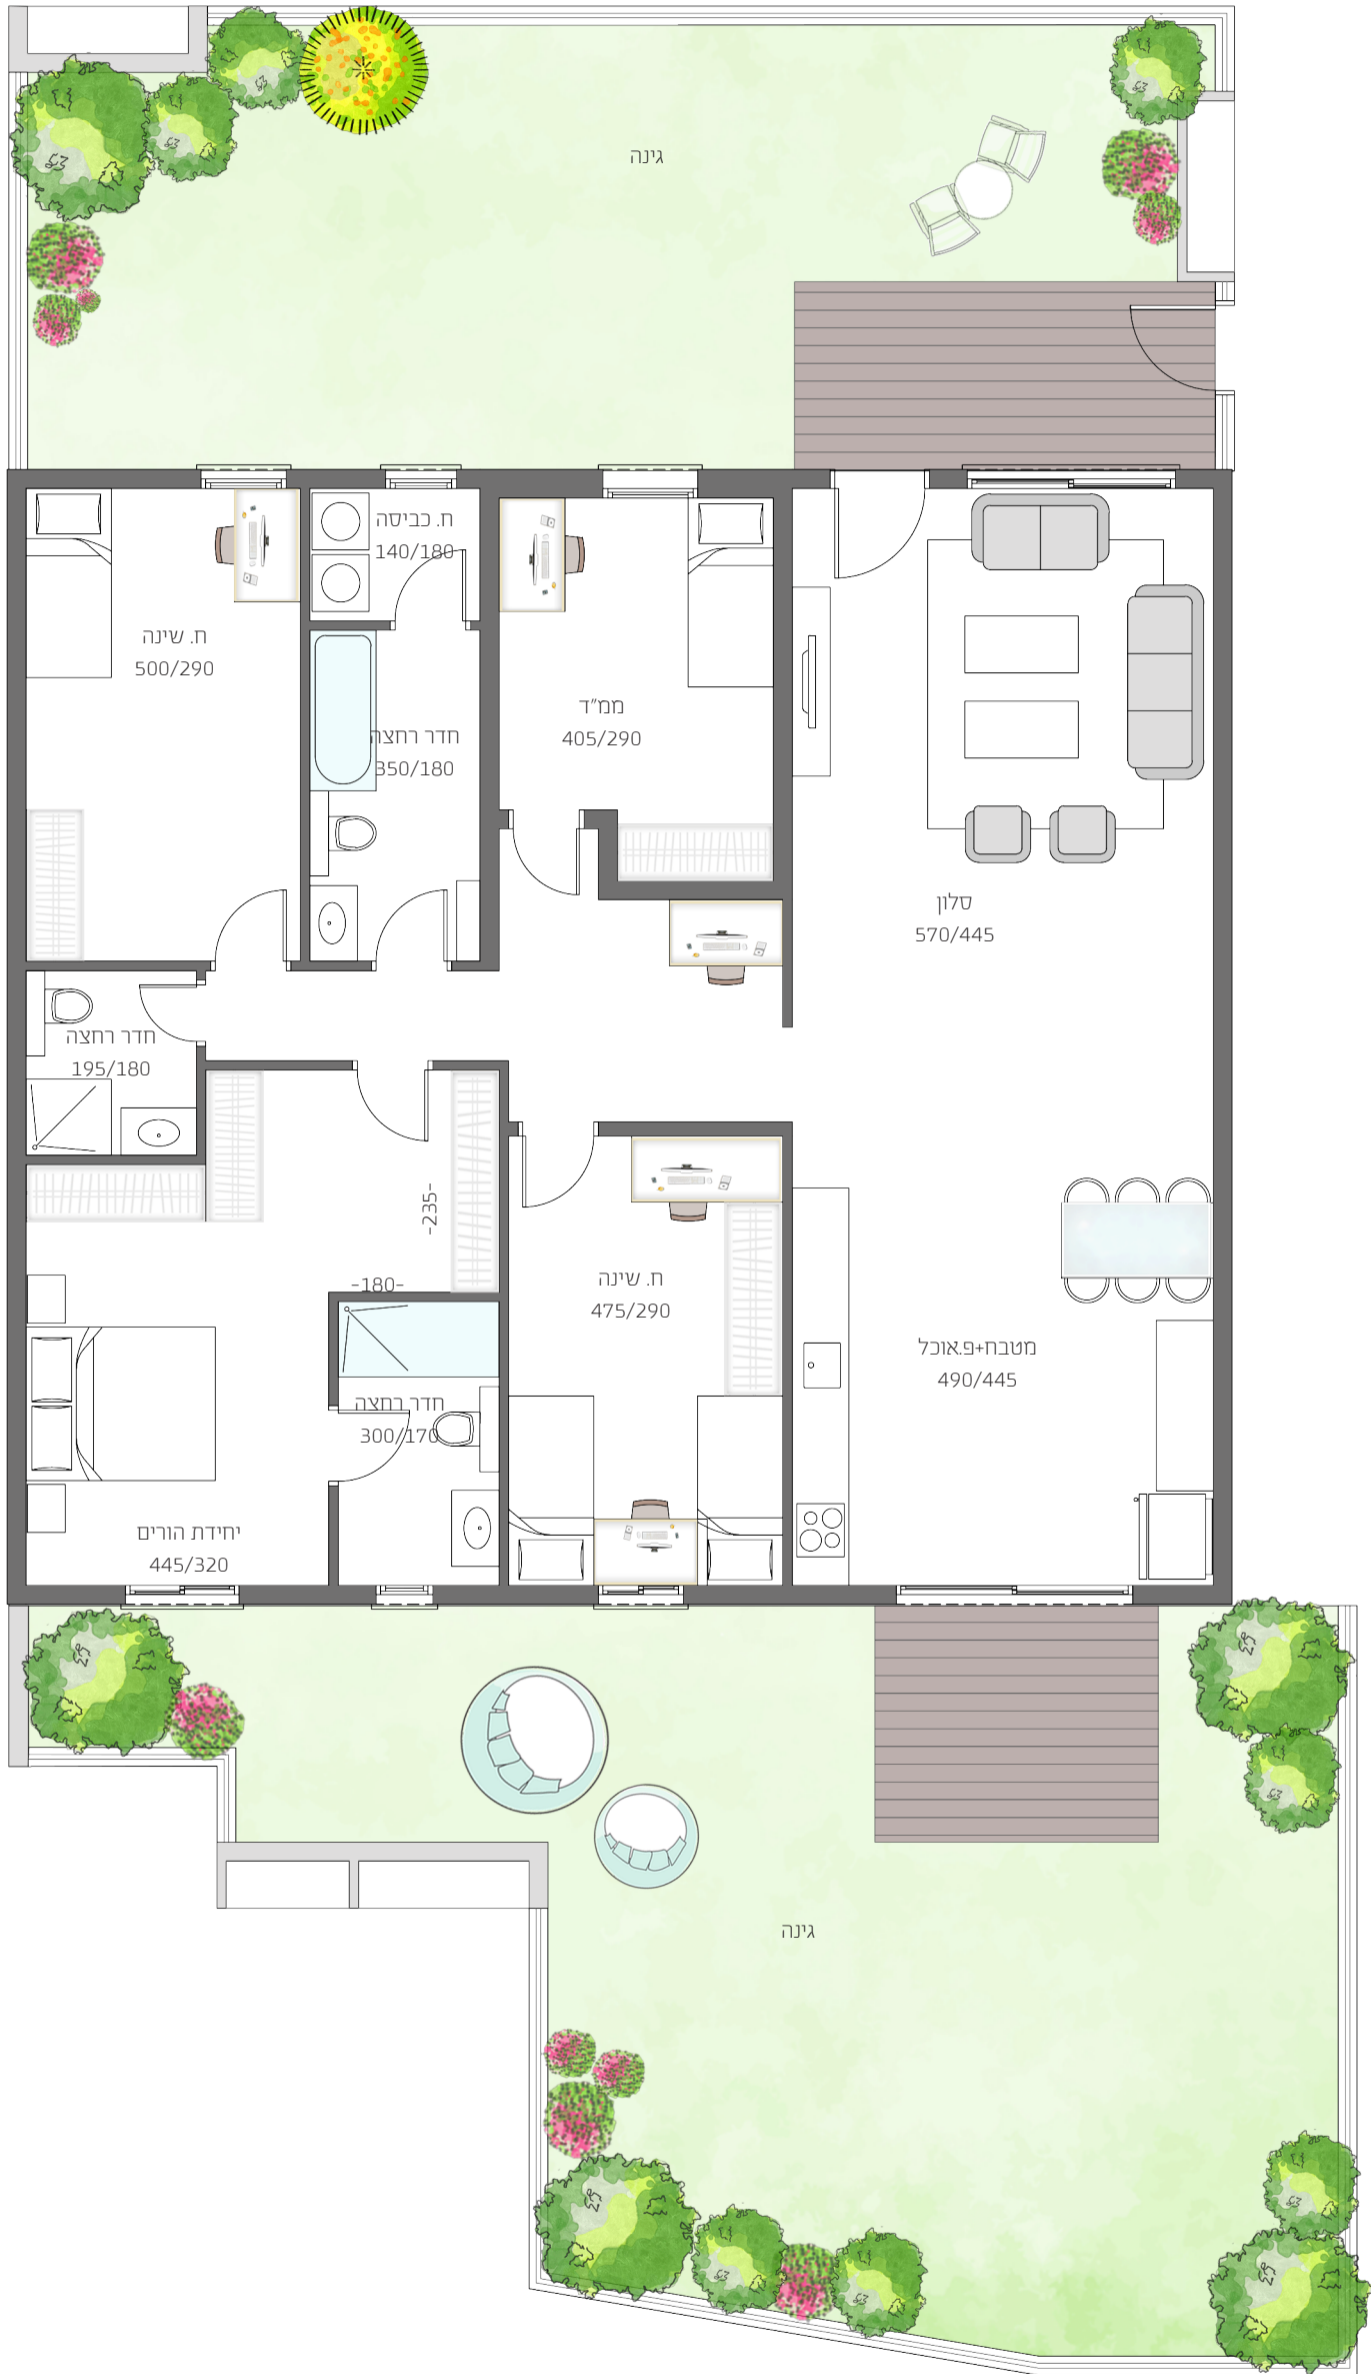 גינה
ח. כביסה
140/180
ח. שינה
500/290
ממ"ד
405/290
חדר רחצה
350/180
סלון
570/445
חדר רחצה
195/180
-235-
-180-
ח. שינה
475/290
מטבח+פ.אוכל
490/445
חדר רחצה
300/170
יחידת הורים
445/320
גינה